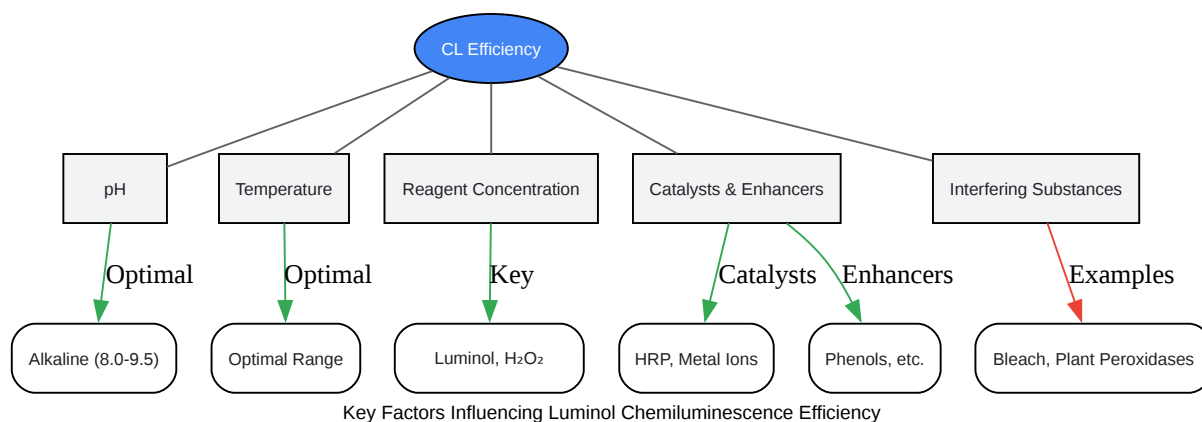 CL Efficiency
pH
Temperature
Reagent Concentration
Catalysts & Enhancers
Interfering Substances
Optimal
Optimal
Key
Catalysts
Enhancers
Examples
Alkaline (8.0-9.5)
Optimal Range
Luminol, H₂O₂
HRP, Metal Ions
Phenols, etc.
Bleach, Plant Peroxidases
Key Factors Influencing Luminol Chemiluminescence Efficiency